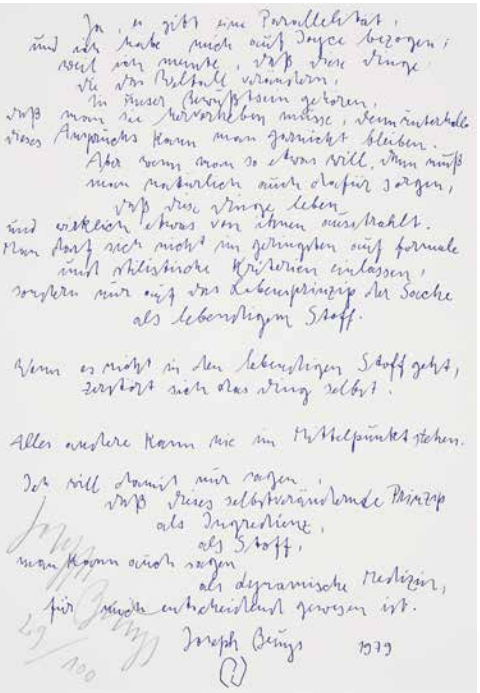 Ja, es gibt eine Parallelität,
und ich habe mich auf Joyce bezogen,
weil ich meinte, daß diese Dinge,
die das Weltall verändern,
in unser Bewußtsein gehören,
daß man sie hervorheben müsse, denn unterhalb
dieses Anspruchs kann man garnicht bleiben.
Aber wenn man so etwas will, dann muß
man natürlich auch dafür sorgen,
daß diese Dinge leben
und wirklich etwas von ihnen ausstrahlt.
Man darf sich nicht im geringsten auf formale
und stilistische Kriterien einlassen,
sondern nur auf das Lebensprinzip der Sache
als lebendigem Stoff.
Wenn es nicht in den lebendigen Stoff geht,
zerstört sich das Ding selbst.
Alles andere kann nie im Mittelpunkt stehen.
Ich will damit nur sagen,
daß dieses selbstverändernde Prinzip
als Ingredienz,
als Stoff,
man kann auch sagen
als dynamische Medizin,
für mich entscheidend gewesen ist.
Joseph Beuys 1979
Joseph
Beuys
29/100